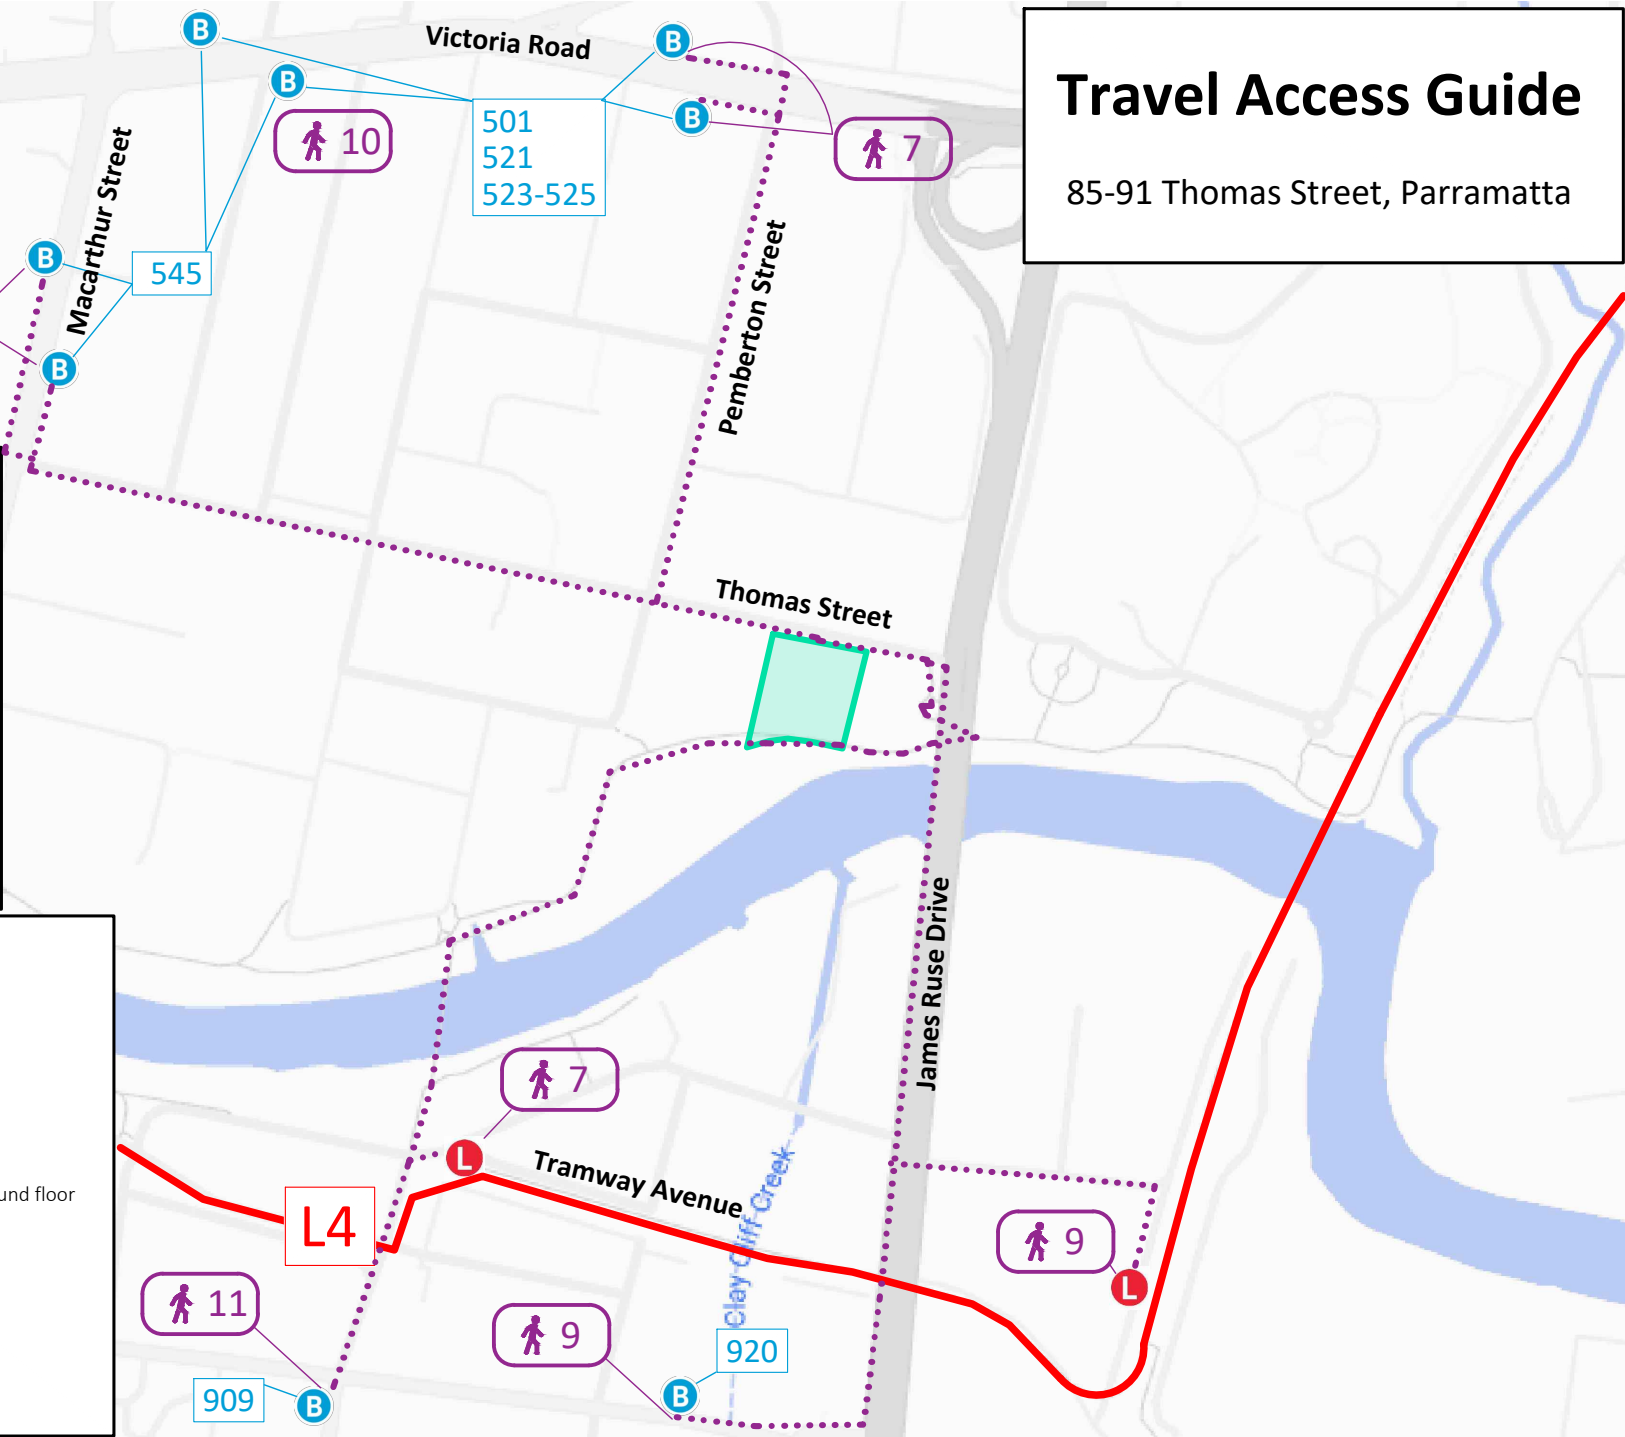 Travel Access Guide
85-91 Thomas Street, Parramatta
Victoria Road
B
B
B
B
10
501
521
523-525
7
Macarthur Street
B
545
B
Pemberton Street
Thomas Street
James Ruse Drive
7
L
Tramway Avenue
Clay Cliff Creek
und floor
L4
9
L
11
9
920
909
B
B